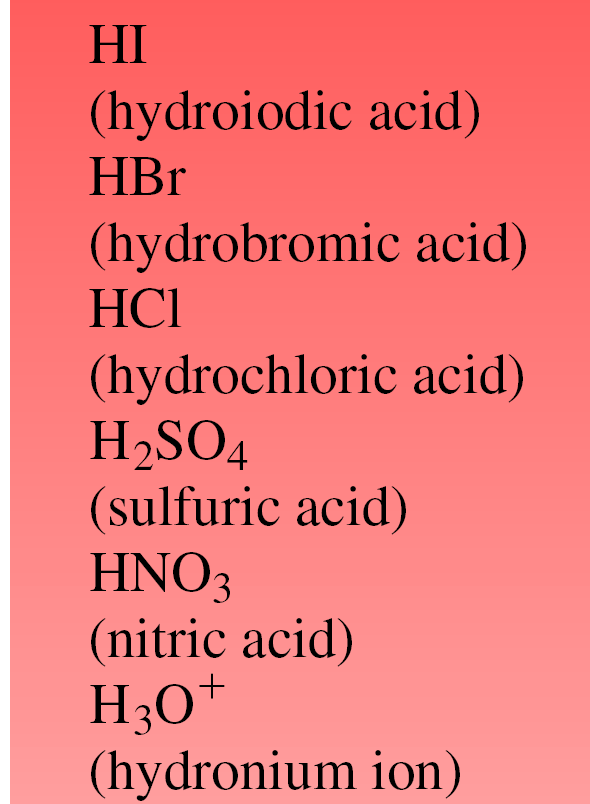 HI
(hydroiodic acid)
HBr
(hydrobromic acid)
HCl
(hydrochloric acid)
H₂SO₄
(sulfuric acid)
HNO₃
(nitric acid)
H₃O⁺
(hydronium ion)